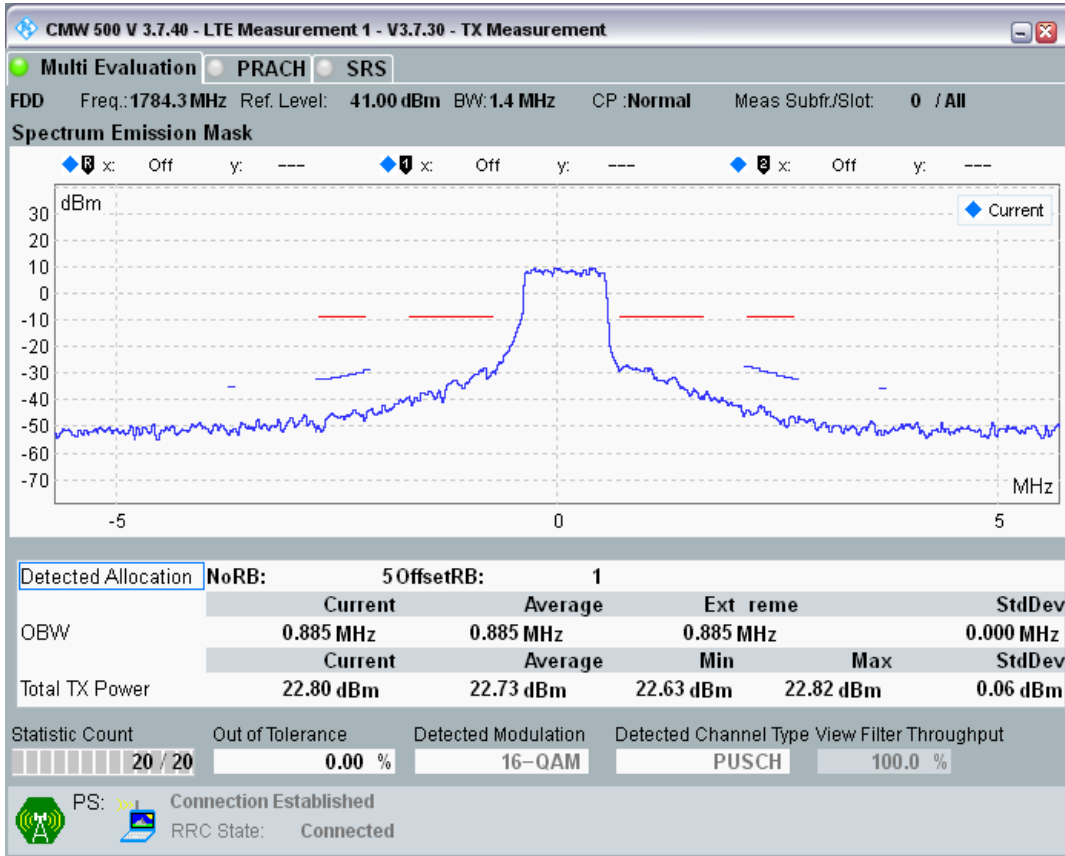 CMW 500 V 3.7.40 - LTE Measurement 1 - V3.7.30 - TX Measurement
Multi Evaluation PRACH SRS
FDD Freq.:1784.3 MHz Ref. Level: 41.00 dBm BW:1.4 MHz CP :Normal Meas Subfr./Slot: 0 / All
Spectrum Emission Mask
R x: Off y: --- 1 x: Off y: --- 2 x: Off y: ---
dBm
Current
30
20
10
0
-10
-20
-30
-40
-50
-60
-70
MHz
-5 0 5
Detected Allocation NoRB: 5 OffsetRB: 1
Current Average Ext reme StdDev
OBW 0.885 MHz 0.885 MHz 0.885 MHz 0.000 MHz
Current Average Min Max StdDev
Total TX Power 22.80 dBm 22.73 dBm 22.63 dBm 22.82 dBm 0.06 dBm
Statistic Count Out of Tolerance Detected Modulation Detected Channel Type View Filter Throughput
20 / 20 0.00 % 16-QAM PUSCH 100.0 %
PS: Connection Established
RRC State: Connected